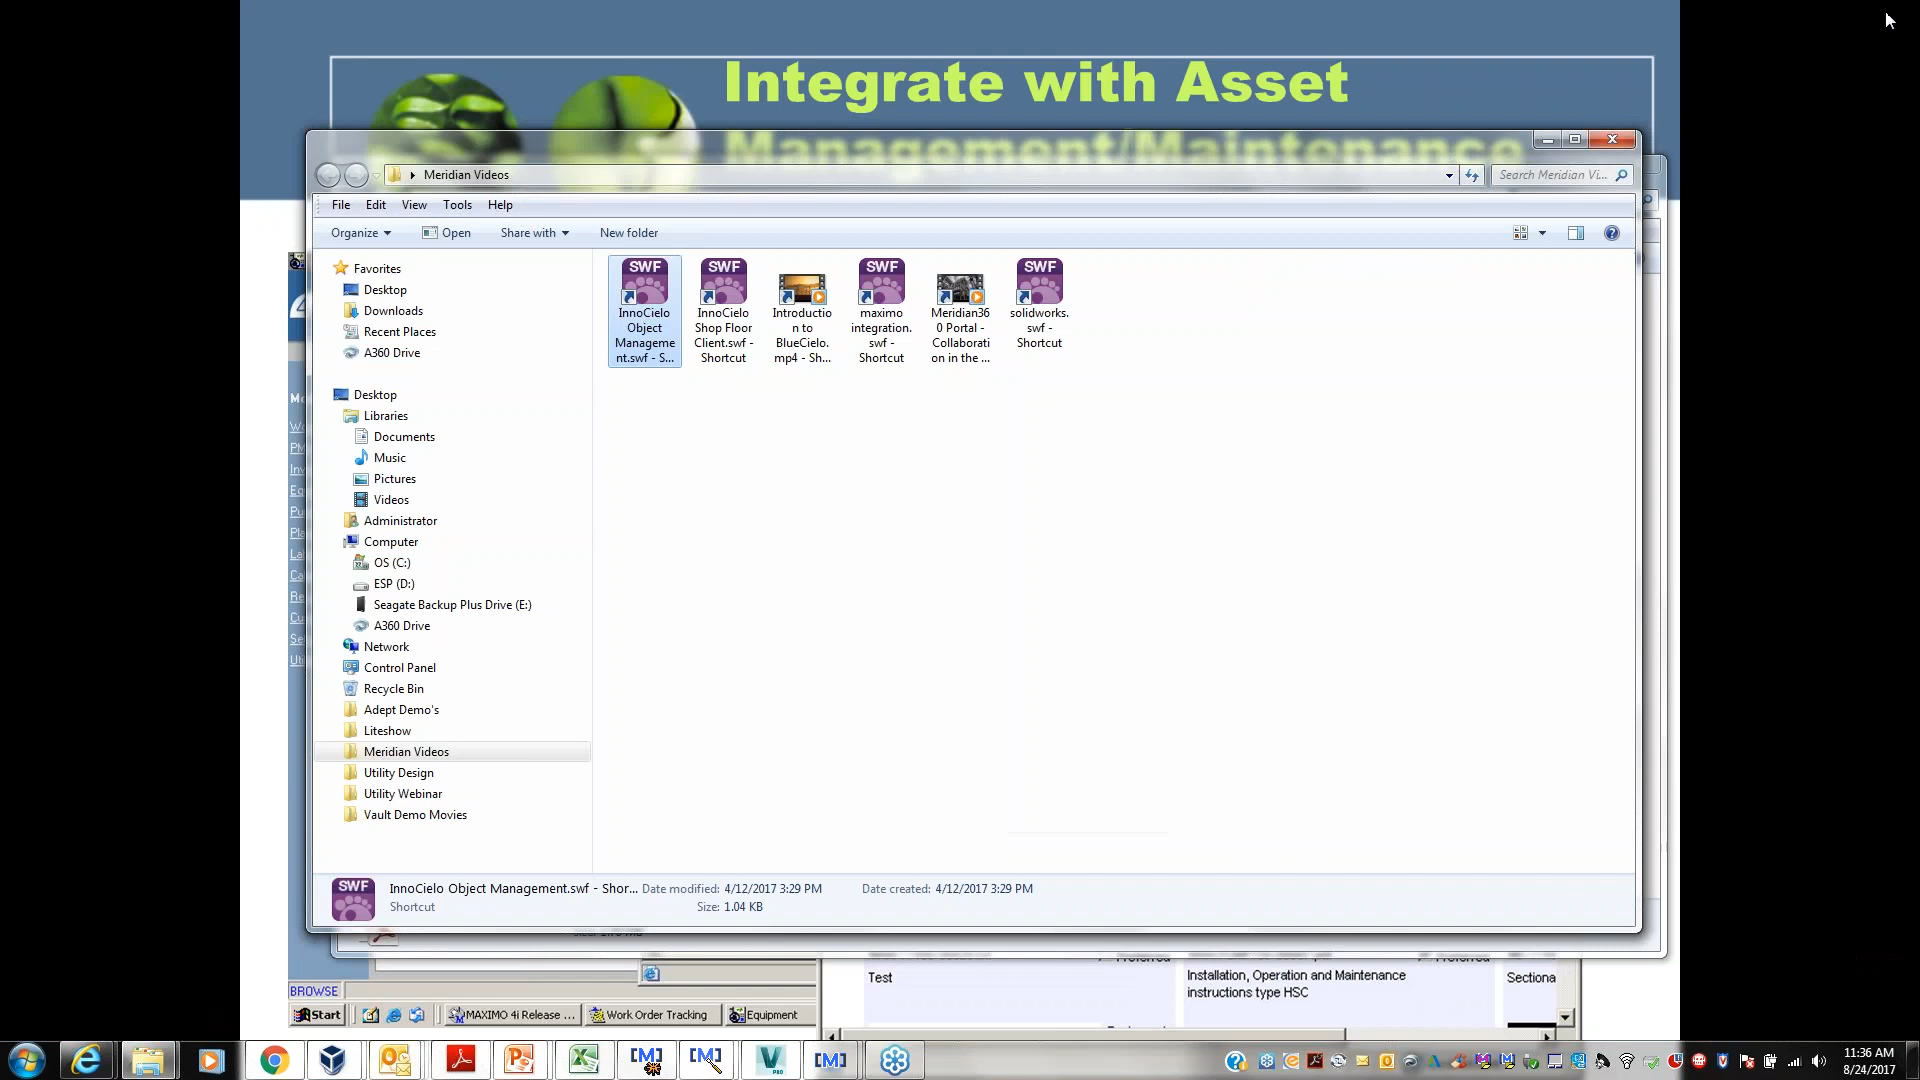 Integrate with Asset
Management/Maintenance
Meridian Videos
Search Meridian Vi...
File Edit View Tools Help
Organize Open Share with New folder
Favorites
Desktop
Downloads
Recent Places
A360 Drive
Desktop
Libraries
Documents
Music
Pictures
Videos
Administrator
Computer
OS (C:)
ESP (D:)
Seagate Backup Plus Drive (E:)
A360 Drive
Network
Control Panel
Recycle Bin
Adept Demo's
Liteshow
Meridian Videos
Utility Design
Utility Webinar
Vault Demo Movies
SWF
InnoCielo
Object
Manageme
nt.swf - S...
SWF
InnoCielo
Shop Floor
Client.swf -
Shortcut
Introductio
n to
BlueCielo.
mp4 - Sh...
SWF
maximo
integration.
swf -
Shortcut
Meridian36
0 Portal -
Collaborati
on in the ...
SWF
solidworks.
swf -
Shortcut
SWF
InnoCielo Object Management.swf - Shor... Date modified: 4/12/2017 3:29 PM Date created: 4/12/2017 3:29 PM
Shortcut Size: 1.04 KB
Test
Installation, Operation and Maintenance
instructions type HSC
Sectiona
BROWSE
Start MAXIMO 4i Release ... Work Order Tracking Equipment
[M] [M] V PRO [M]
11:36 AM
8/24/2017